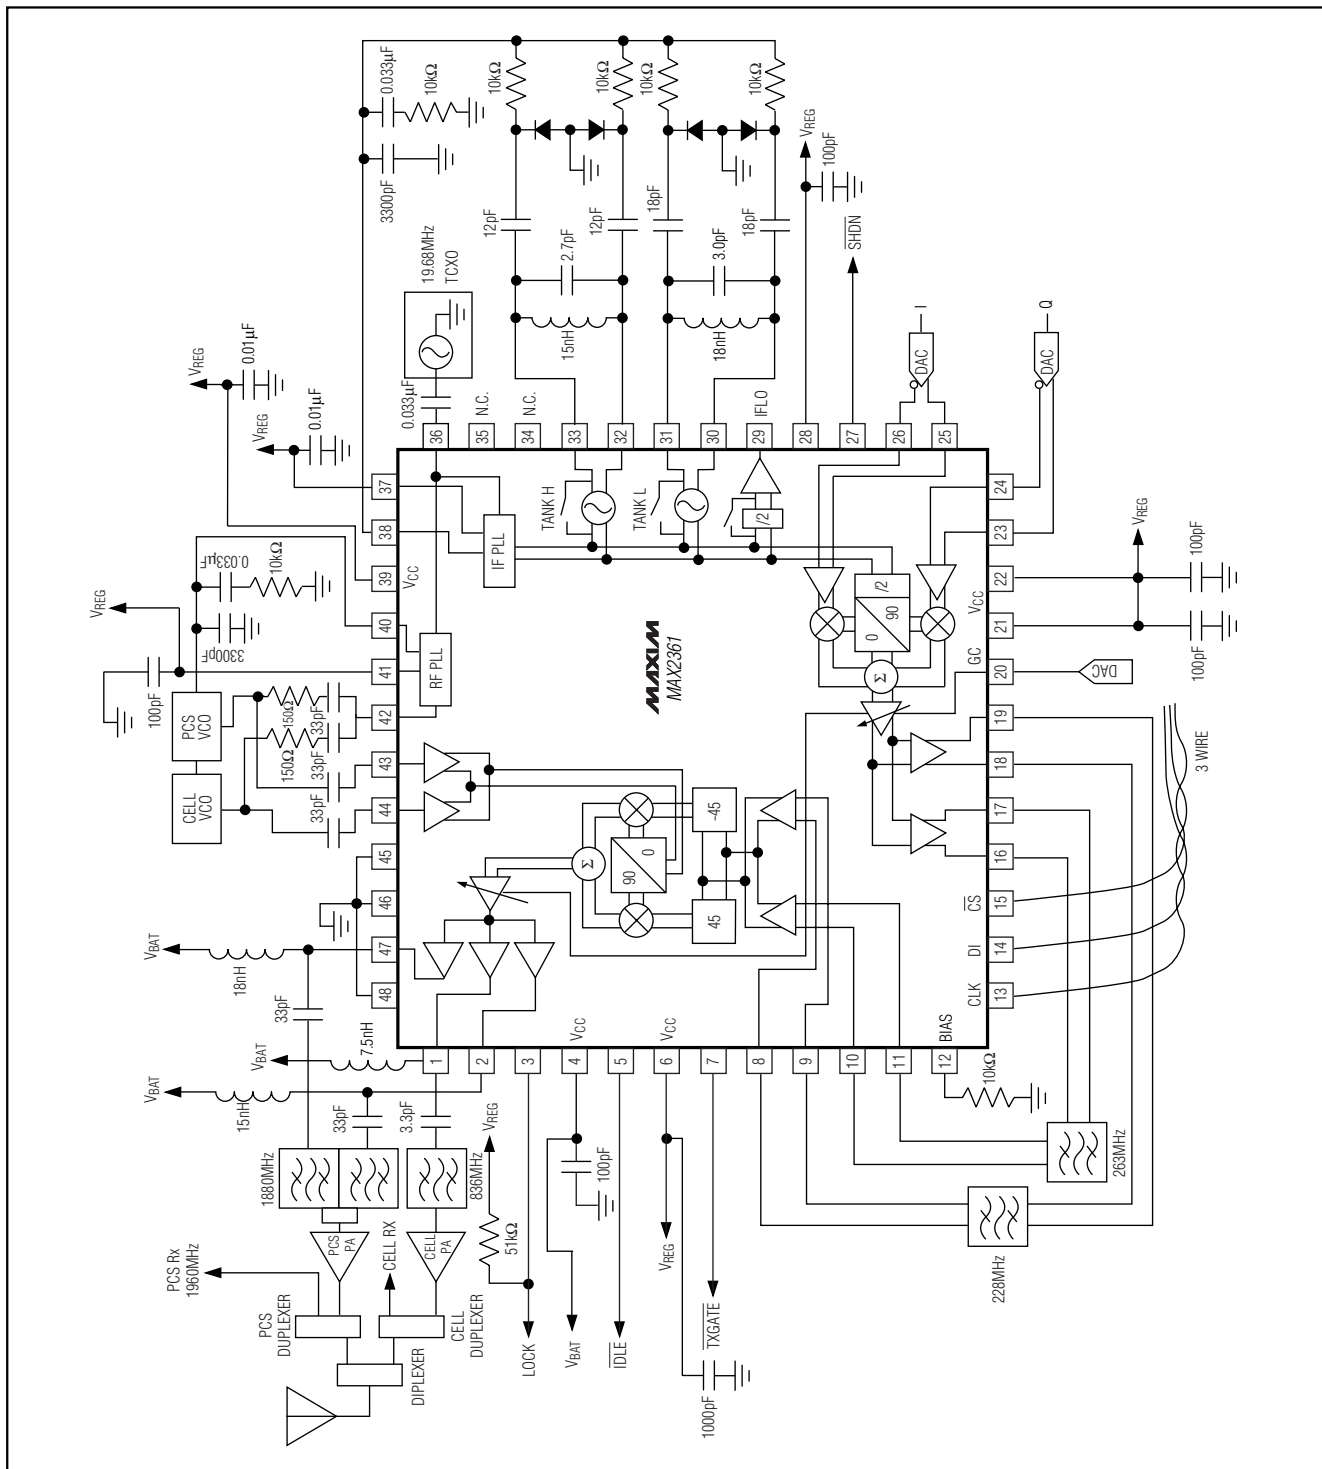 0.033µF
10kΩ
3300pF
10kΩ
10kΩ
10kΩ
10kΩ
12pF
12pF
18pF
18pF
2.7pF
3.0pF
15nH
18nH
VREG
100pF
SHDN
19.68MHz
TCXO
0.033µF
N.C.
N.C.
IFLO
DAC
I
DAC
Q
VREG
0.01µF
VREG
0.01µF
36
35
34
33
32
31
30
29
28
27
26
25
37
38
39
40
41
42
43
44
45
46
47
48
24
23
22
21
20
19
18
17
16
15
14
13
1
2
3
4
5
6
7
8
9
10
11
12
TANK H
TANK L
IF PLL
/2
VCC
RF PLL
/2
90
0
Σ
MAXIM
MAX2361
VCC
GC
VREG
100pF
100pF
DAC
3 WIRE
VREG
0.033µF
10kΩ
3300pF
100pF
PCS
VCO
CELL
VCO
150Ω
33pF
150Ω
33pF
33pF
33pF
Σ
90
0
-45
45
CS
DI
CLK
VCC
VCC
BIAS
10kΩ
VBAT
18nH
33pF
VBAT
7.5nH
VBAT
15nH
33pF
3.3pF
1880MHz
836MHz
PCS
PA
CELL
PA
PCS Rx
1960MHz
PCS
DUPLEXER
CELL RX
CELL
DUPLEXER
DIPLEXER
VREG
51kΩ
LOCK
100pF
VBAT
IDLE
VREG
TXGATE
1000pF
228MHz
263MHz